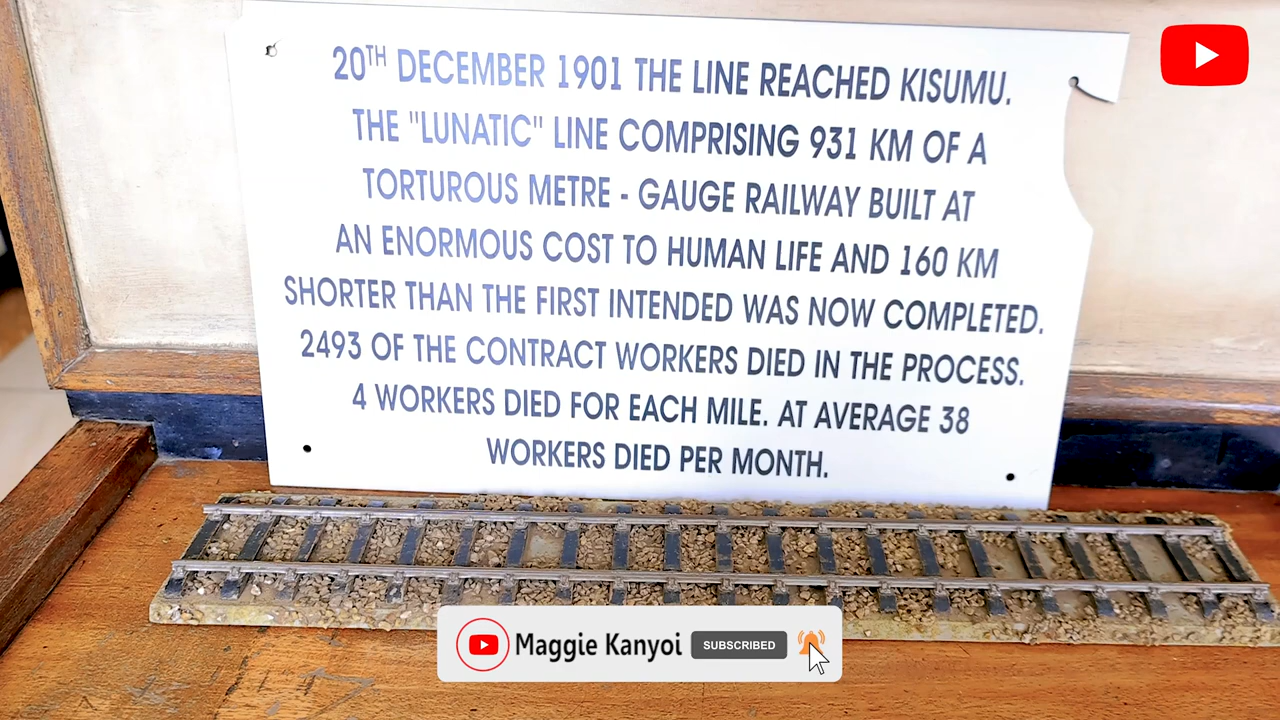 20TH DECEMBER 1901 THE LINE REACHED KISUMU.
THE "LUNATIC" LINE COMPRISING 931 KM OF A
TORTUROUS METRE - GAUGE RAILWAY BUILT AT
AN ENORMOUS COST TO HUMAN LIFE AND 160 KM
SHORTER THAN THE FIRST INTENDED WAS NOW COMPLETED.
2493 OF THE CONTRACT WORKERS DIED IN THE PROCESS.
4 WORKERS DIED FOR EACH MILE. AT AVERAGE 38
WORKERS DIED PER MONTH.
Maggie Kanyoi SUBSCRIBED